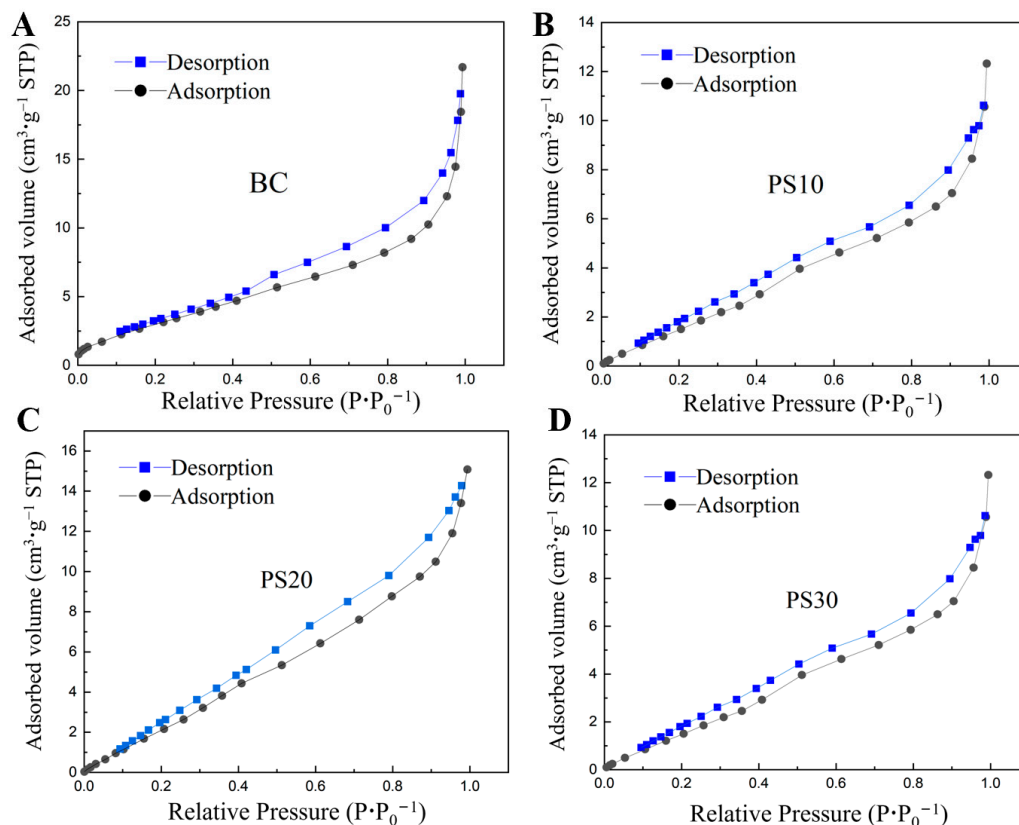 A
25
20
15
10
5
0
0.0 0.2 0.4 0.6 0.8 1.0
Desorption
Adsorption
BC
Adsorbed volume (cm³·g⁻¹ STP)
Relative Pressure (P·P₀⁻¹)
B
14
12
10
8
6
4
2
0
0.0 0.2 0.4 0.6 0.8 1.0
Desorption
Adsorption
PS10
Adsorbed volume (cm³·g⁻¹ STP)
Relative Pressure (P·P₀⁻¹)
C
16
14
12
10
8
6
4
2
0
0.0 0.2 0.4 0.6 0.8 1.0
Desorption
Adsorption
PS20
Adsorbed volume (cm³·g⁻¹ STP)
Relative Pressure (P·P₀⁻¹)
D
14
12
10
8
6
4
2
0
0.0 0.2 0.4 0.6 0.8 1.0
Desorption
Adsorption
PS30
Adsorbed volume (cm³·g⁻¹ STP)
Relative Pressure (P·P₀⁻¹)